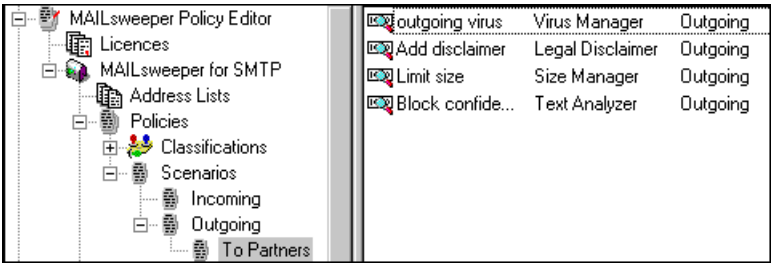 MAILsweeper Policy Editor
Licences
MAILsweeper for SMTP
Address Lists
Policies
Classifications
Scenarios
Incoming
Outgoing
To Partners
outgoing virus Virus Manager Outgoing
Add disclaimer Legal Disclaimer Outgoing
Limit size Size Manager Outgoing
Block confide... Text Analyzer Outgoing